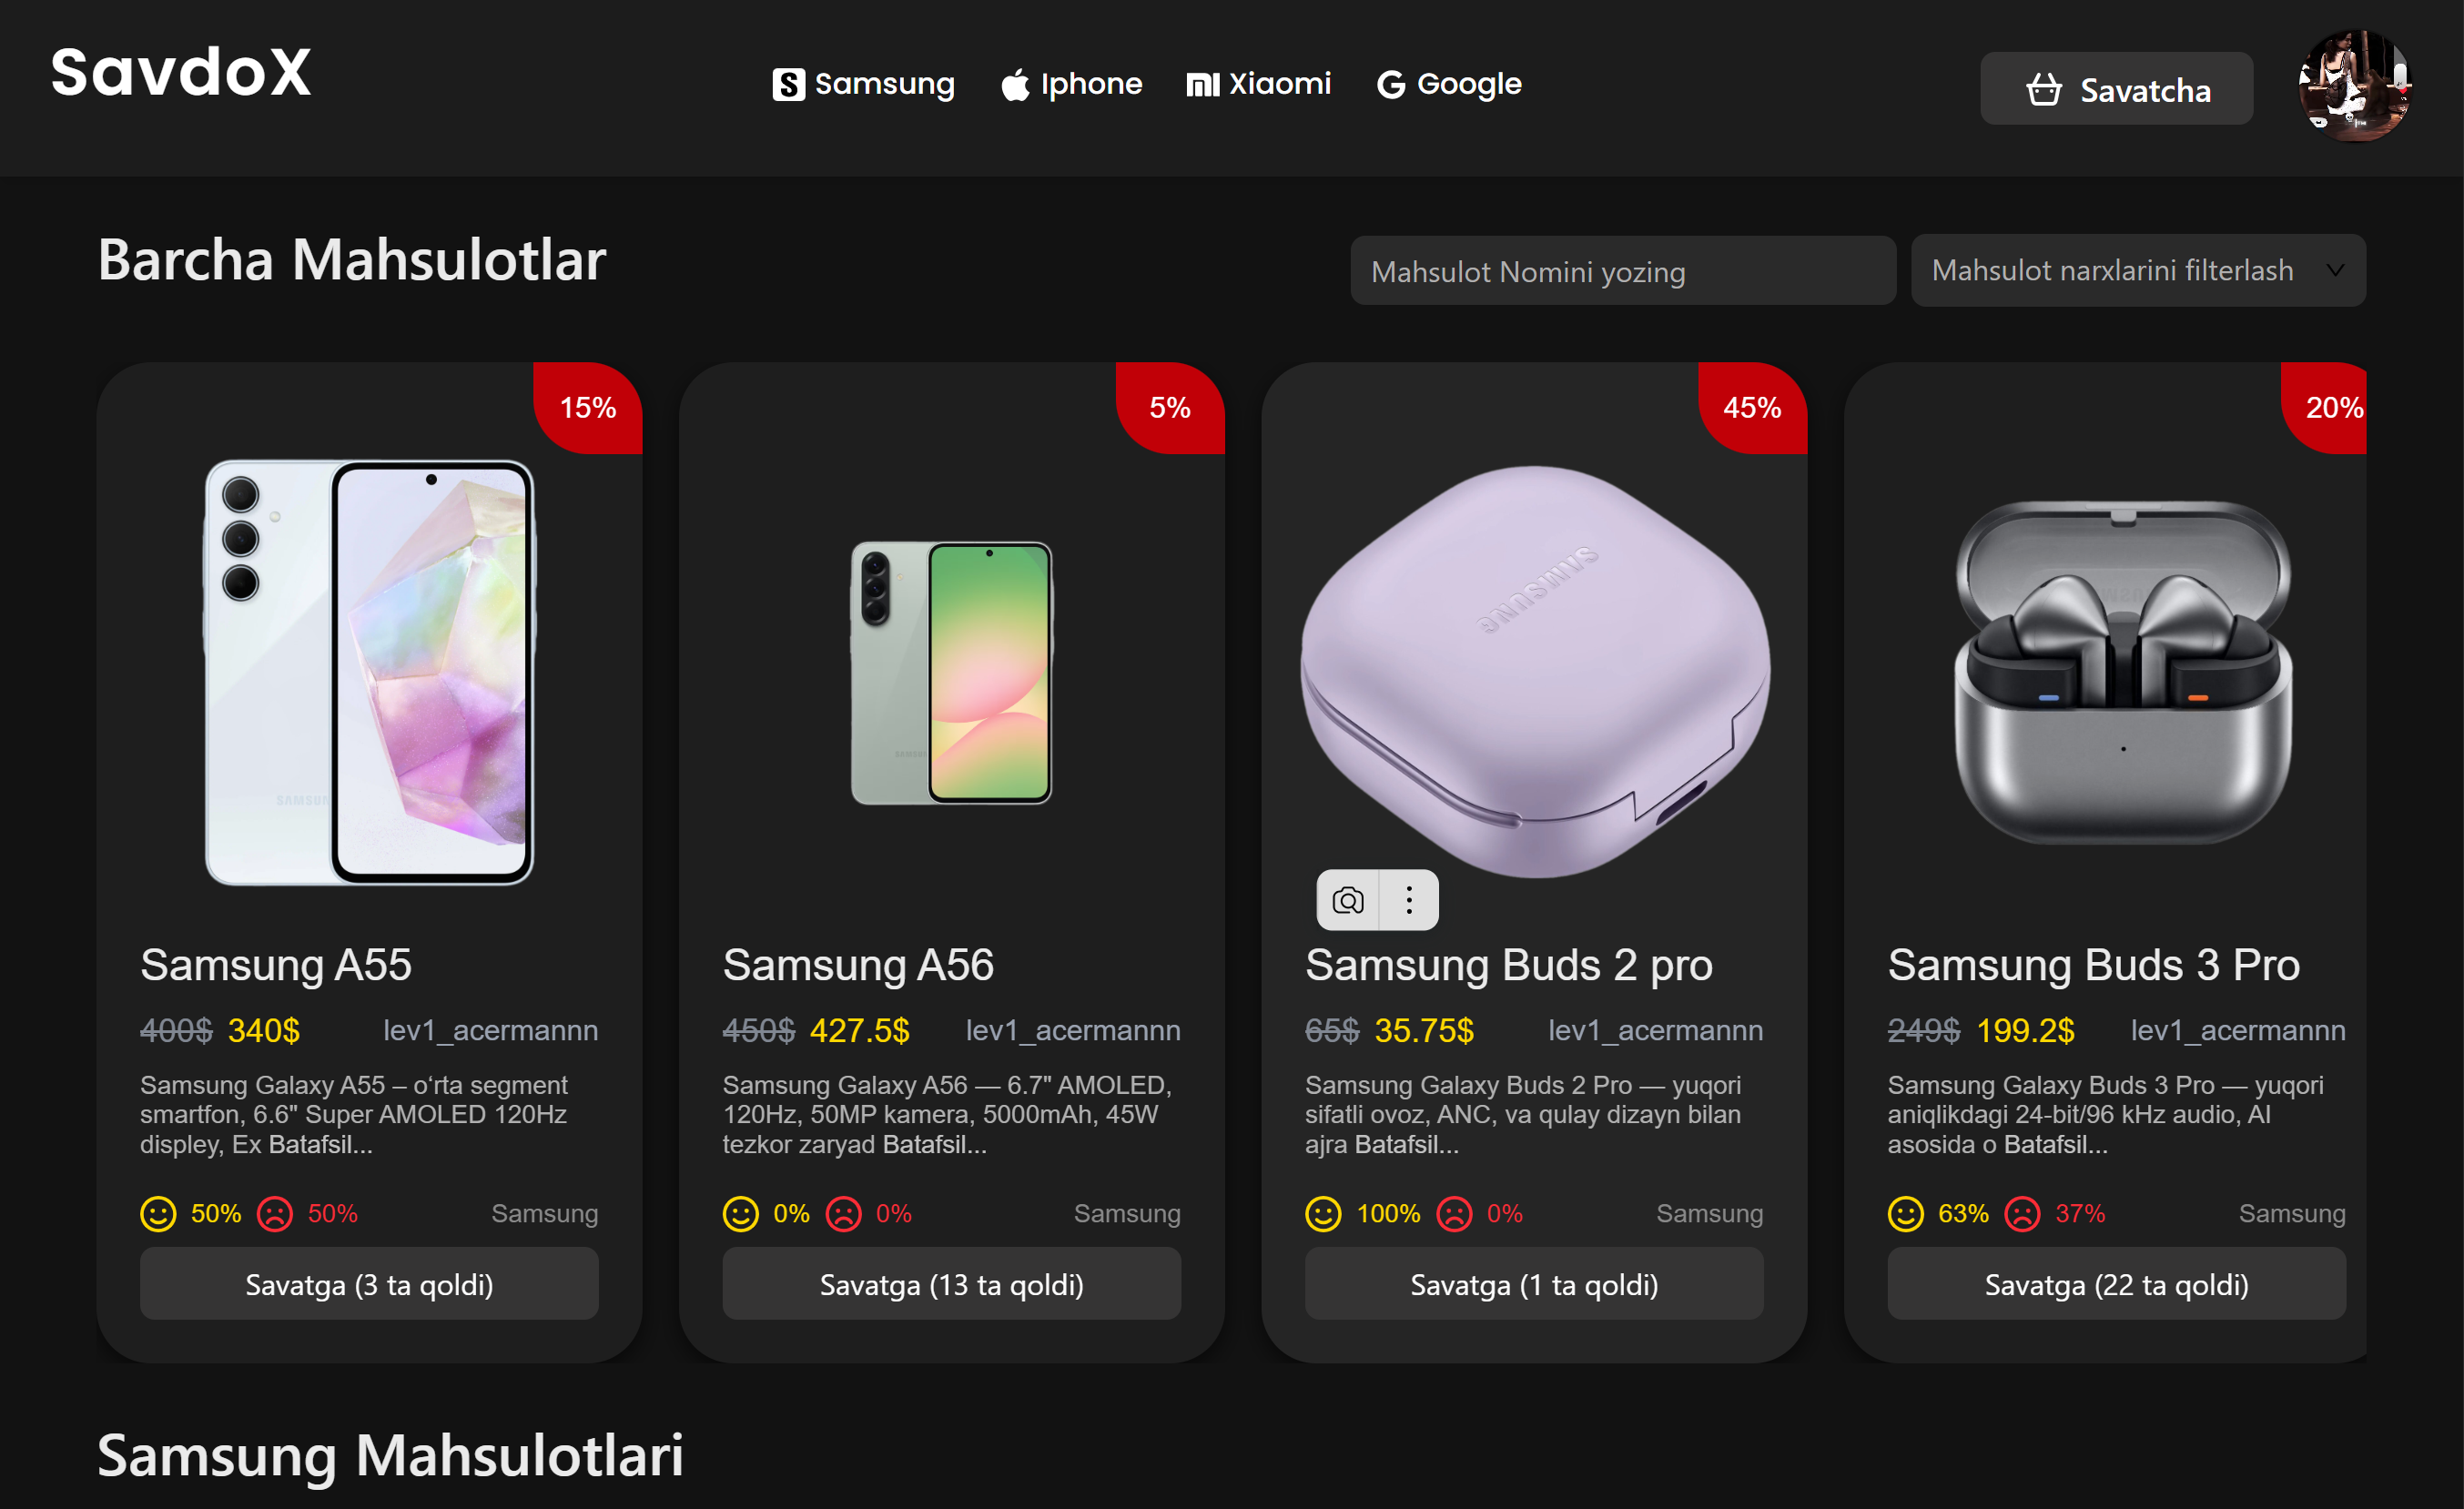 SavdoX
Samsung
Iphone
Xiaomi
Google
Savatcha
Barcha Mahsulotlar
Mahsulot Nomini yozing
Mahsulot narxlarini filterlash
15%
SAMSUN
Samsung A55
400$ 340$ lev1_acermannn
Samsung Galaxy A55 – o‘rta segment
smartfon, 6.6" Super AMOLED 120Hz
displey, Ex Batafsil...
50% 50% Samsung
Savatga (3 ta qoldi)
5%
Samsung A56
450$ 427.5$ lev1_acermannn
Samsung Galaxy A56 — 6.7" AMOLED,
120Hz, 50MP kamera, 5000mAh, 45W
tezkor zaryad Batafsil...
0% 0% Samsung
Savatga (13 ta qoldi)
45%
SAMSUNG
Samsung Buds 2 pro
65$ 35.75$ lev1_acermannn
Samsung Galaxy Buds 2 Pro — yuqori
sifatli ovoz, ANC, va qulay dizayn bilan
ajra Batafsil...
100% 0% Samsung
Savatga (1 ta qoldi)
20%
Samsung Buds 3 Pro
249$ 199.2$ lev1_acermannn
Samsung Galaxy Buds 3 Pro — yuqori
aniqlikdagi 24-bit/96 kHz audio, AI
asosida o Batafsil...
63% 37% Samsung
Savatga (22 ta qoldi)
Samsung Mahsulotlari